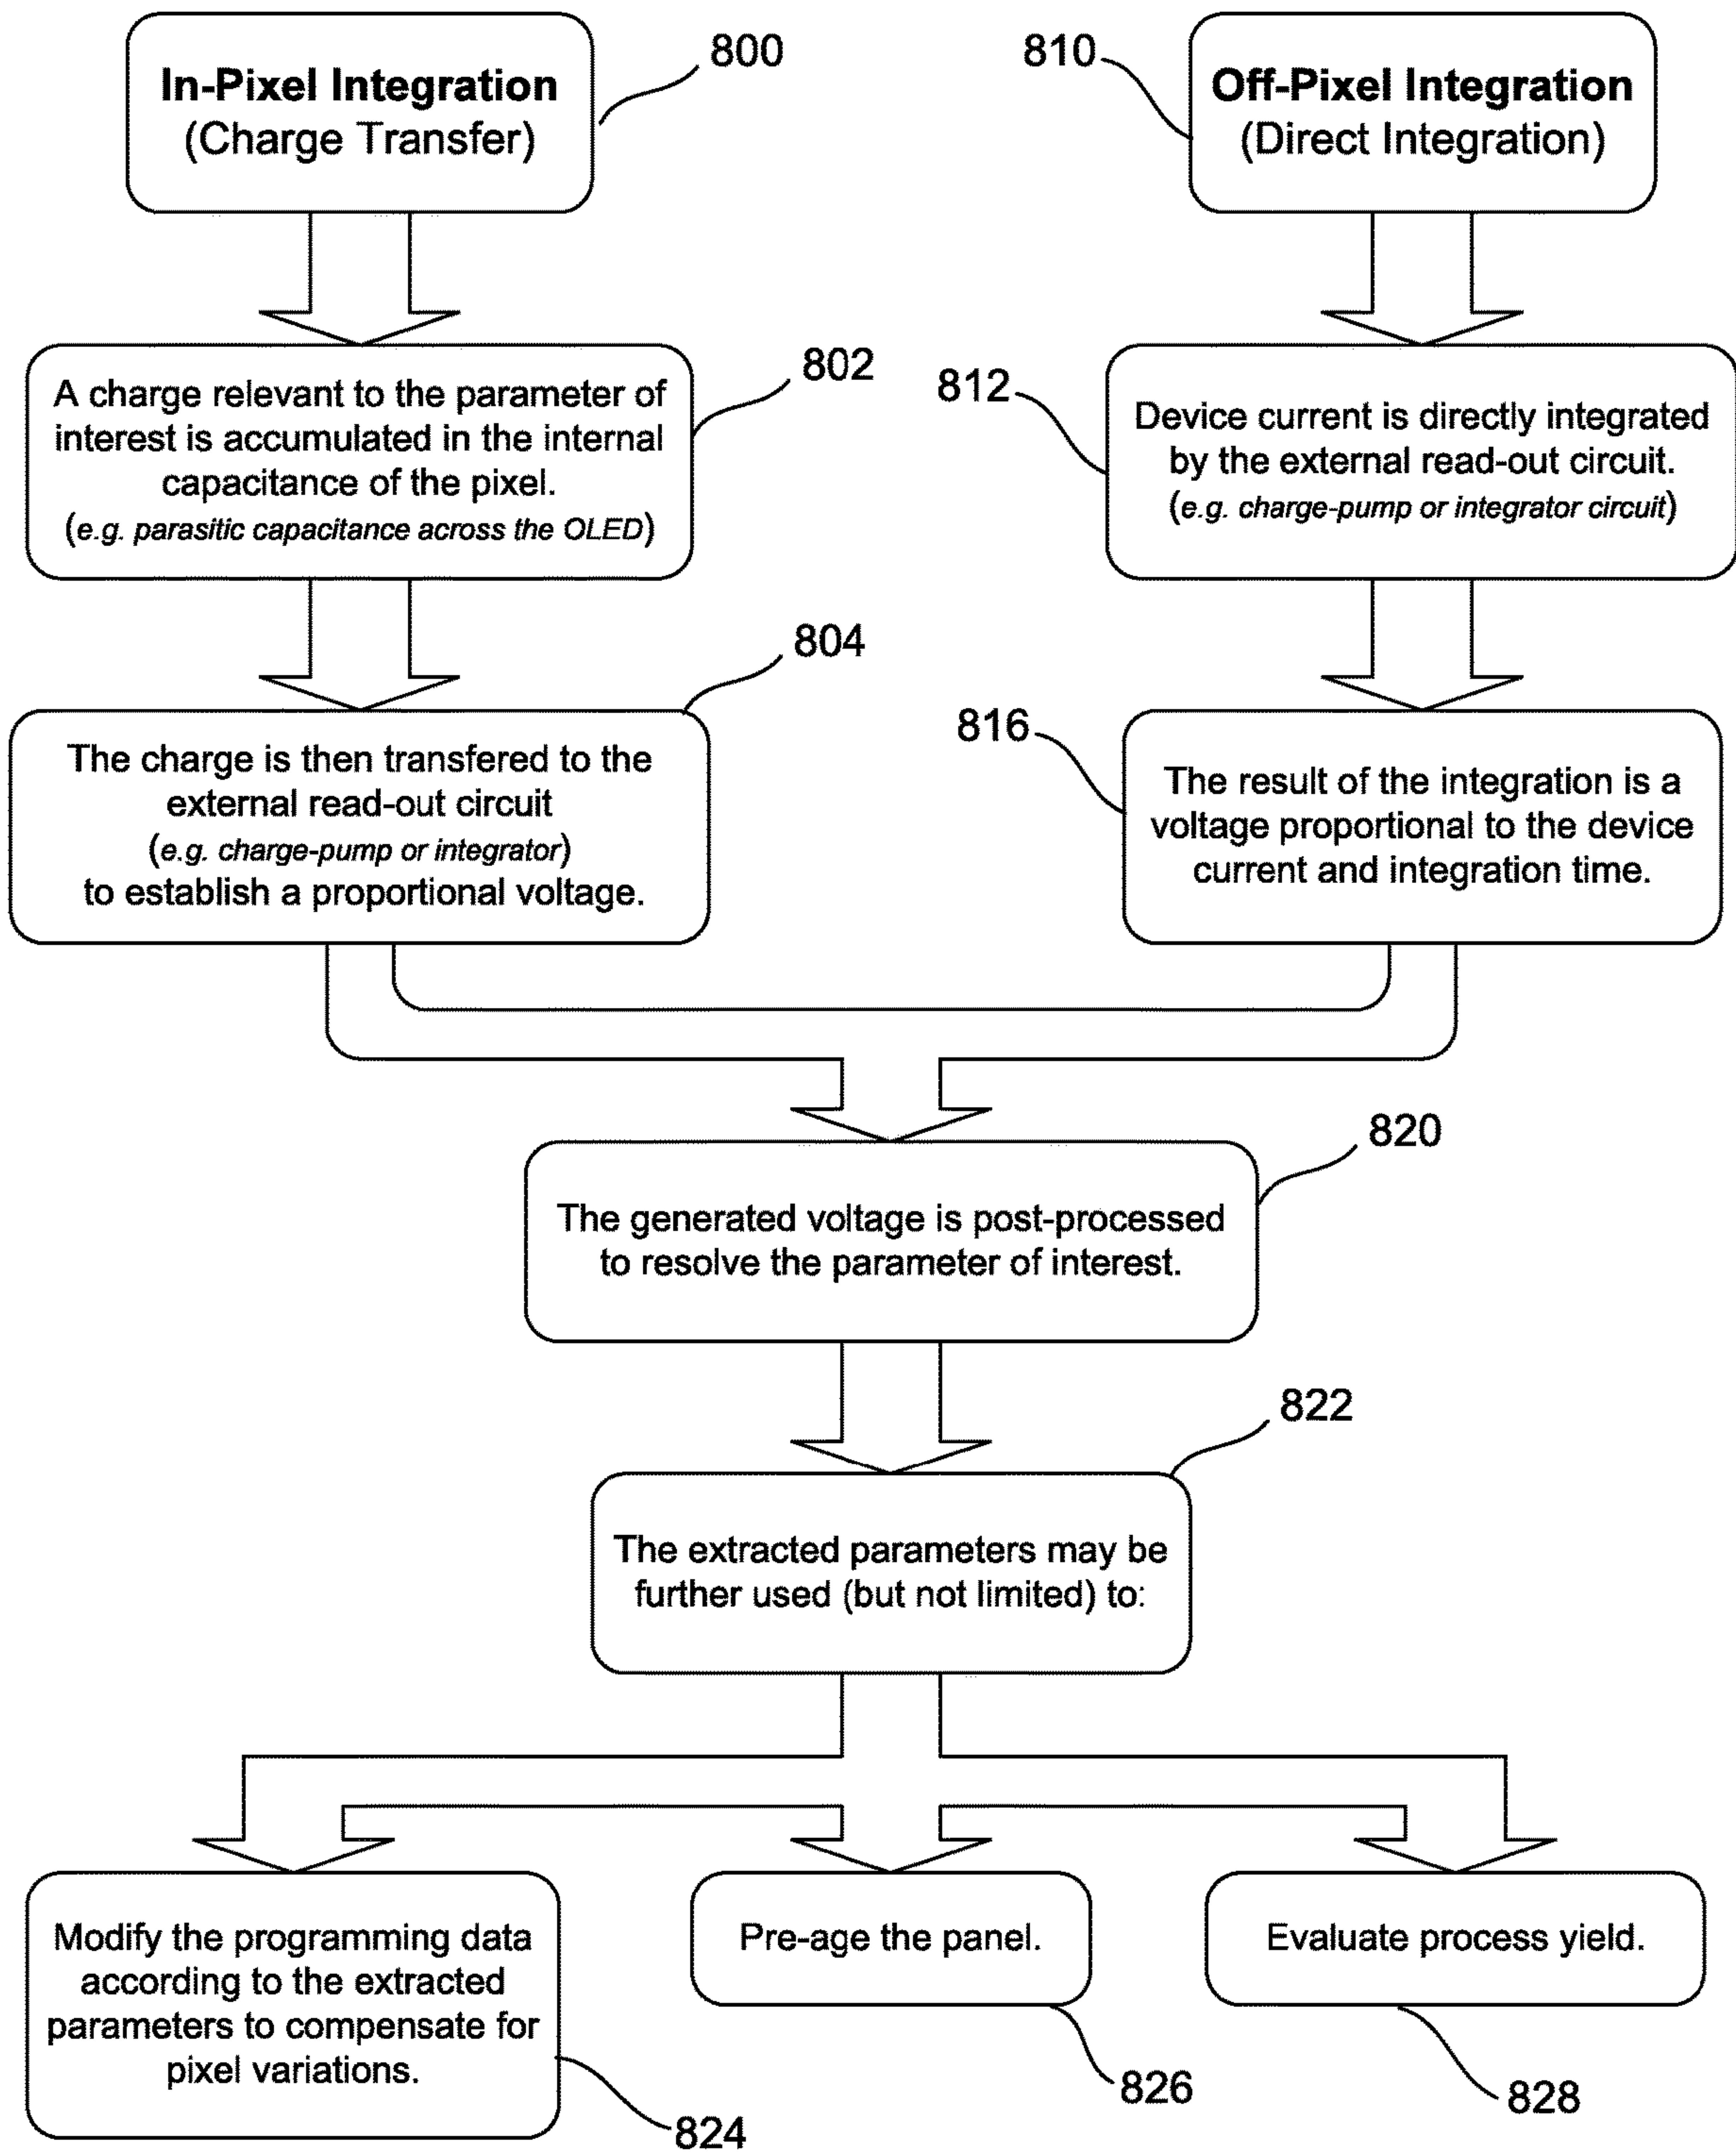 In-Pixel Integration
(Charge Transfer)
800
810
Off-Pixel Integration
(Direct Integration)
A charge relevant to the parameter of
interest is accumulated in the internal
capacitance of the pixel.
(e.g. parasitic capacitance across the OLED)
802
812
Device current is directly integrated
by the external read-out circuit.
(e.g. charge-pump or integrator circuit)
804
The charge is then transfered to the
external read-out circuit
(e.g. charge-pump or integrator)
to establish a proportional voltage.
816
The result of the integration is a
voltage proportional to the device
current and integration time.
820
The generated voltage is post-processed
to resolve the parameter of interest.
822
The extracted parameters may be
further used (but not limited) to:
Modify the programming data
according to the extracted
parameters to compensate for
pixel variations.
824
Pre-age the panel.
826
Evaluate process yield.
828